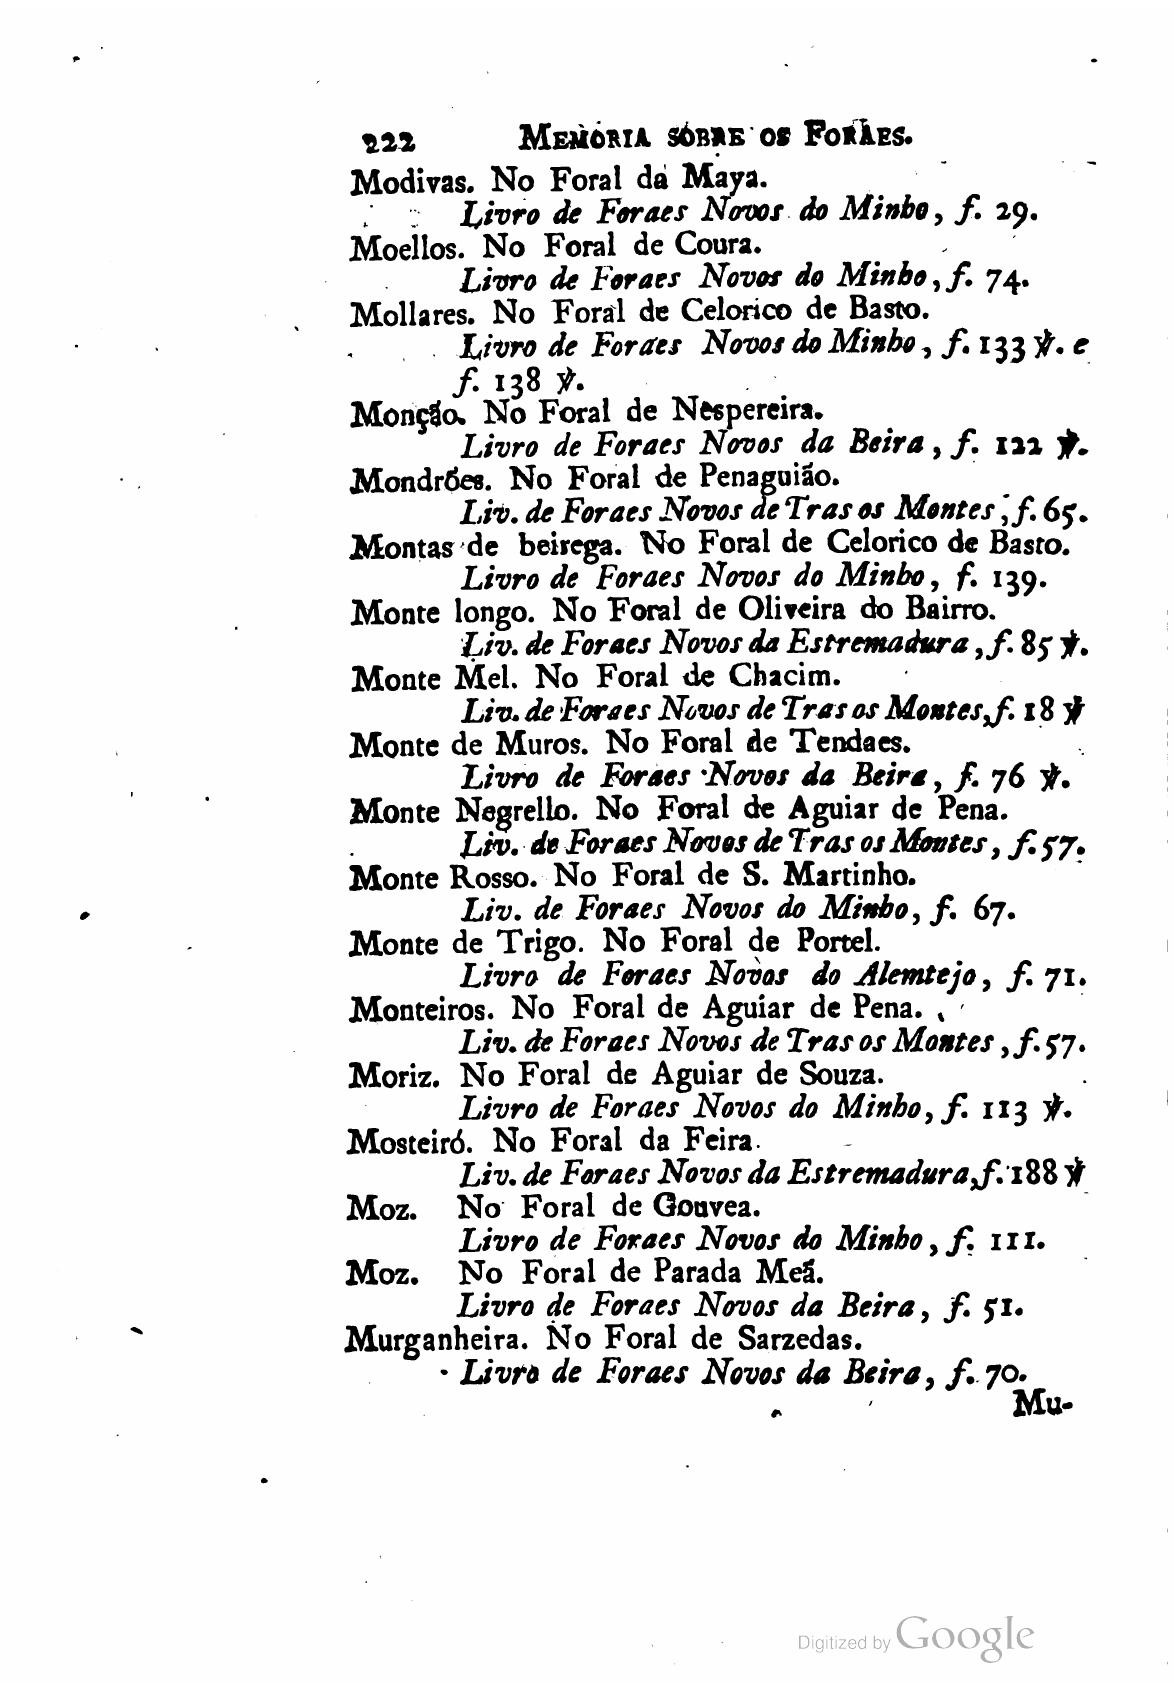 222 MEMORIA SOBRE OS FORAES.
Modivas. No Foral da Maya.
Livro de Foraes Novos do Minho, f. 29.
Moellos. No Foral de Coura.
Livro de Foraes Novos do Minho, f. 74.
Mollares. No Foral de Celorico de Basto.
Livro de Foraes Novos do Minho, f. 133 ℣. e
f. 138 ℣.
Monção. No Foral de Nespereira.
Livro de Foraes Novos da Beira, f. 122 ℣.
Mondrões. No Foral de Penaguião.
Liv. de Foraes Novos de Tras os Montes, f. 65.
Montas de beirega. No Foral de Celorico de Basto.
Livro de Foraes Novos do Minho, f. 139.
Monte longo. No Foral de Oliveira do Bairro.
Liv. de Foraes Novos da Estremadura, f. 85 ℣.
Monte Mel. No Foral de Chacim.
Liv. de Foraes Novos de Tras os Montes, f. 18 ℣
Monte de Muros. No Foral de Tendaes.
Livro de Foraes Novos da Beira, f. 76 ℣.
Monte Negrello. No Foral de Aguiar de Pena.
Liv. de Foraes Novos de Tras os Montes, f. 57.
Monte Rosso. No Foral de S. Martinho.
Liv. de Foraes Novos do Minho, f. 67.
Monte de Trigo. No Foral de Portel.
Livro de Foraes Novos do Alemtejo, f. 71.
Monteiros. No Foral de Aguiar de Pena.
Liv. de Foraes Novos de Tras os Montes, f. 57.
Moriz. No Foral de Aguiar de Souza.
Livro de Foraes Novos do Minho, f. 113 ℣.
Mosteiró. No Foral da Feira.
Liv. de Foraes Novos da Estremadura, f. 188 ℣
Moz. No Foral de Gouvea.
Livro de Foraes Novos do Minho, f. 111.
Moz. No Foral de Parada Meã.
Livro de Foraes Novos da Beira, f. 51.
Murganheira. No Foral de Sarzedas.
Livro de Foraes Novos da Beira, f. 70.
Mu-
Digitized by Google